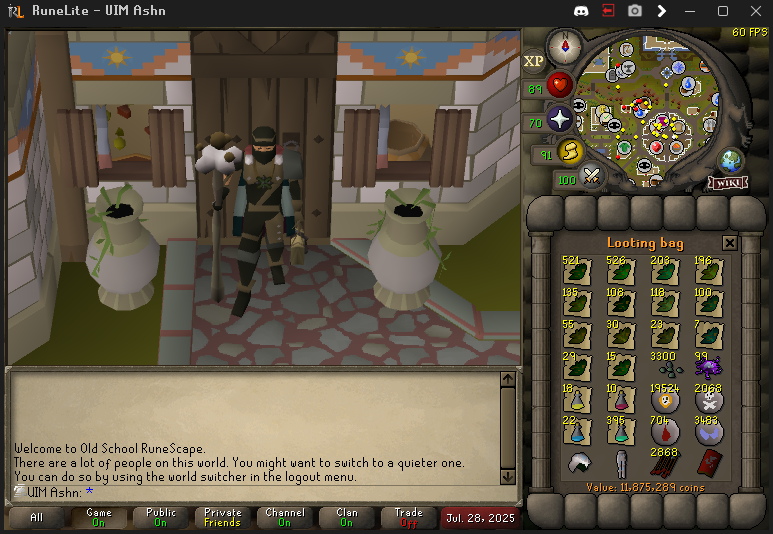 RuneLite - UIM Ashn
60 FPS
N
XP
89
70
91
100
WIKI
Looting bag
521 526 203 196
135 108 118 100
55 30 23 7
29 15 3300 99
18 10 19524 2068
22 395 704 3483
2868
Value: 11,875,289 coins
Welcome to Old School RuneScape.
There are a lot of people on this world. You might want to switch to a quieter one.
You can do so by using the world switcher in the logout menu.
UIM Ashn: *
All
Game
On
Public
On
Private
Friends
Channel
On
Clan
On
Trade
Off
Jul. 28, 2025